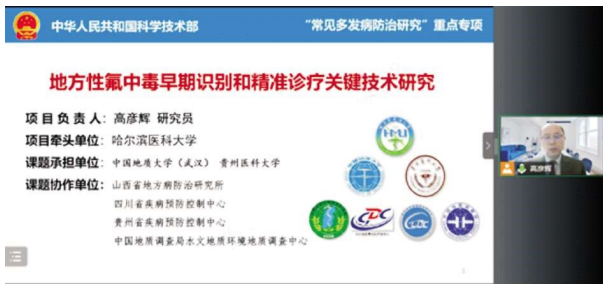 中华人民共和国科学技术部
“常见多发病防治研究”重点专项
地方性氟中毒早期识别和精准诊疗关键技术研究
项目负责人：高彦辉 研究员
项目牵头单位：哈尔滨医科大学
课题承担单位：中国地质大学（武汉） 贵州医科大学
课题协作单位：山西省地方病防治研究所
四川省疾病预防控制中心
贵州省疾病预防控制中心
中国地质调查局水文地质环境地质调查中心
HMU
CDC
高彦辉